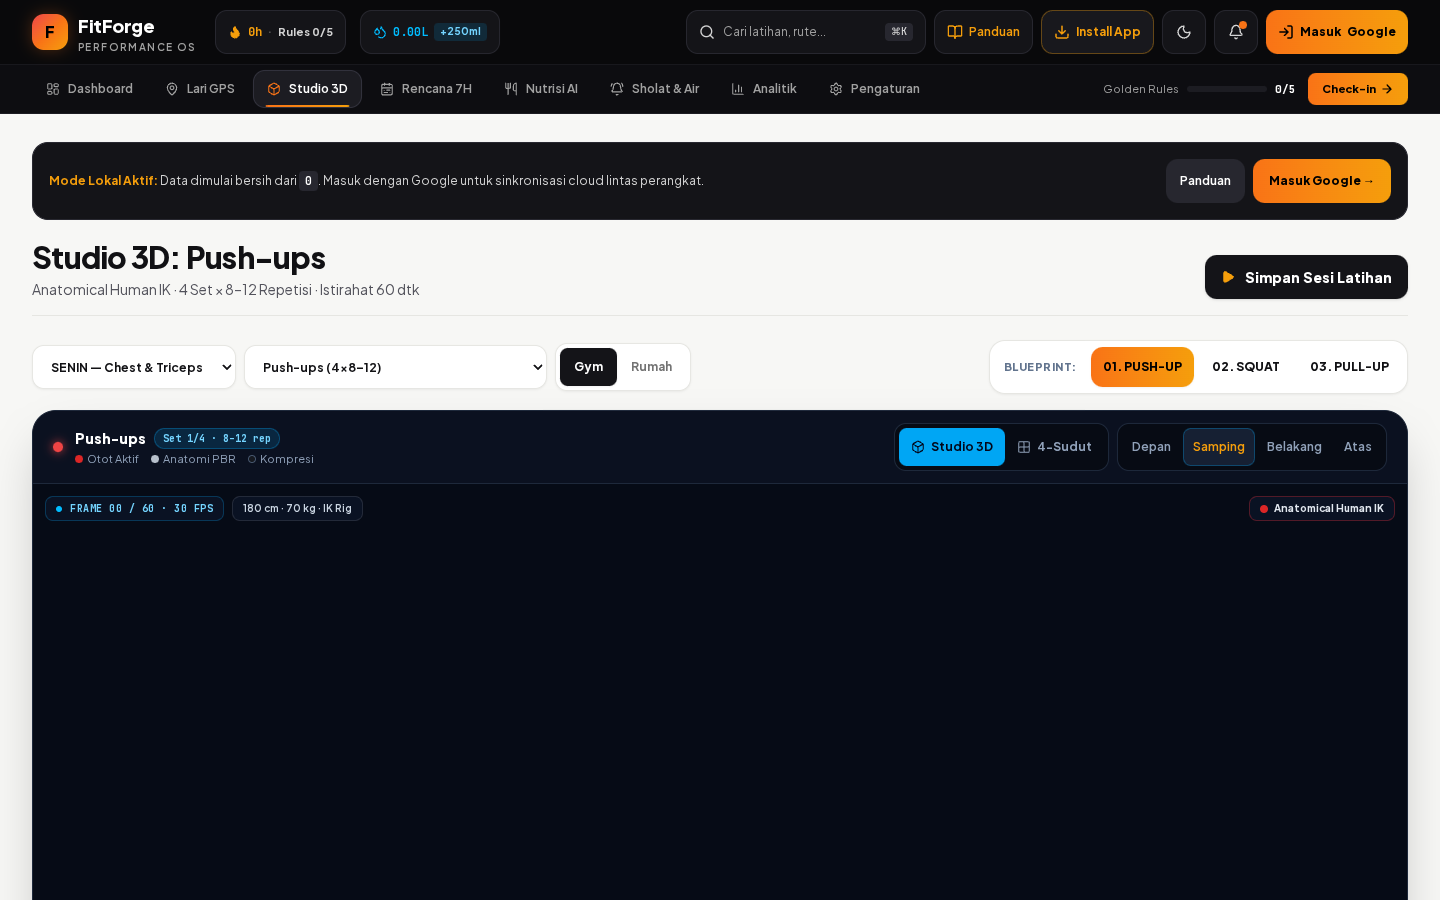 F
FitForge
PERFORMANCE OS
0h · Rules 0/5
0.00L +250ml
Cari latihan, rute...
⌘K
Panduan
Install App
Masuk Google
Dashboard
Lari GPS
Studio 3D
Rencana 7H
Nutrisi AI
Sholat & Air
Analitik
Pengaturan
Golden Rules
0/5
Check-in →
Mode Lokal Aktif: Data dimulai bersih dari 0. Masuk dengan Google untuk sinkronisasi cloud lintas perangkat.
Panduan
Masuk Google →
Studio 3D: Push-ups
Anatomical Human IK · 4 Set × 8–12 Repetisi · Istirahat 60 dtk
Simpan Sesi Latihan
SENIN — Chest & Triceps
Push-ups (4×8–12)
Gym
Rumah
BLUEPRINT:
01. PUSH-UP
02. SQUAT
03. PULL-UP
Push-ups
Set 1/4 · 8–12 rep
Otot Aktif
Anatomi PBR
Kompresi
Studio 3D
4-Sudut
Depan
Samping
Belakang
Atas
FRAME 00 / 60 · 30 FPS
180 cm · 70 kg · IK Rig
Anatomical Human IK